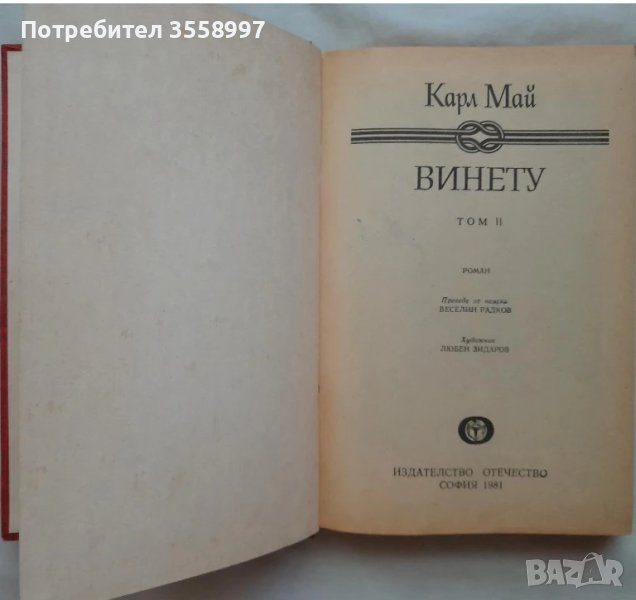 Потребител 3558997
Карл Май
ВИНЕТУ
ТОМ II
РОМАН
Преведе от немски
ВЕСЕЛИН РАДКОВ
Художник
ЛЮБЕН ЗИДАРОВ
ИЗДАТЕЛСТВО ОТЕЧЕСТВО
СОФИЯ 1981
BAZAR